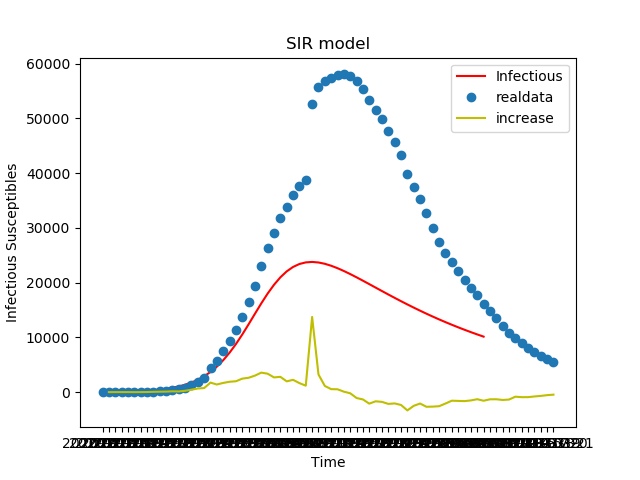 SIR model
Infectious
realdata
increase
60000
50000
40000
30000
20000
10000
0
Infectious Susceptibles
Time